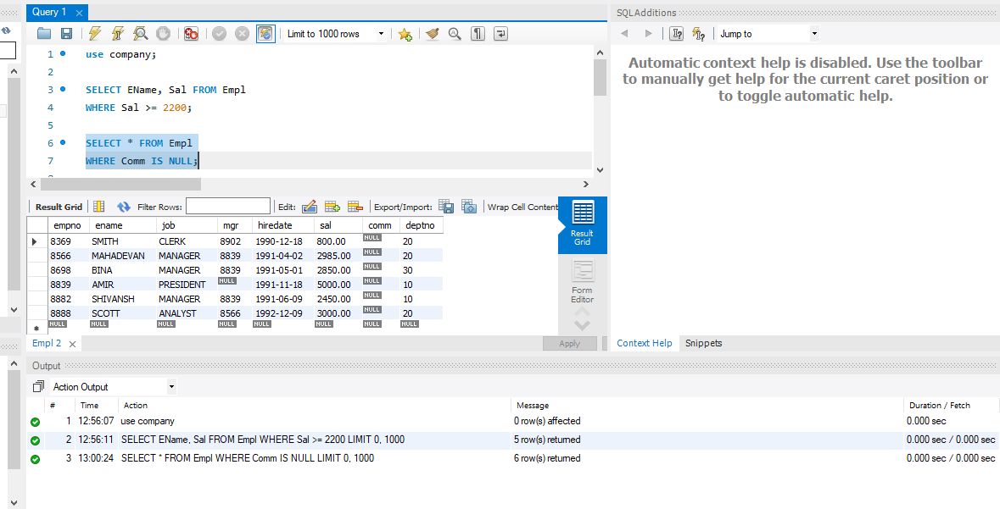 Query 1
SQLAdditions
Limit to 1000 rows
Jump to
1 use company;
2
3 SELECT EName, Sal FROM Empl
4 WHERE Sal >= 2200;
5
6 SELECT * FROM Empl
7 WHERE Comm IS NULL;
Automatic context help is disabled. Use the toolbar
to manually get help for the current caret position or
to toggle automatic help.
Result Grid Filter Rows: Edit: Export/Import: Wrap Cell Content
empno ename job mgr hiredate sal comm deptno
8369 SMITH CLERK 8902 1990-12-18 800.00 NULL 20
8566 MAHADEVAN MANAGER 8839 1991-04-02 2985.00 NULL 20
8698 BINA MANAGER 8839 1991-05-01 2850.00 NULL 30
8839 AMIR PRESIDENT NULL 1991-11-18 5000.00 NULL 10
8882 SHIVANSH MANAGER 8839 1991-06-09 2450.00 NULL 10
8888 SCOTT ANALYST 8566 1992-12-09 3000.00 NULL 20
NULL NULL NULL NULL NULL NULL NULL NULL
Result
Grid
Form
Editor
Empl 2
Apply
Context Help Snippets
Output
Action Output
# Time Action Message Duration / Fetch
1 12:56:07 use company 0 row(s) affected 0.000 sec
2 12:56:11 SELECT EName, Sal FROM Empl WHERE Sal >= 2200 LIMIT 0, 1000 5 row(s) returned 0.000 sec / 0.000 sec
3 13:00:24 SELECT * FROM Empl WHERE Comm IS NULL LIMIT 0, 1000 6 row(s) returned 0.000 sec / 0.000 sec